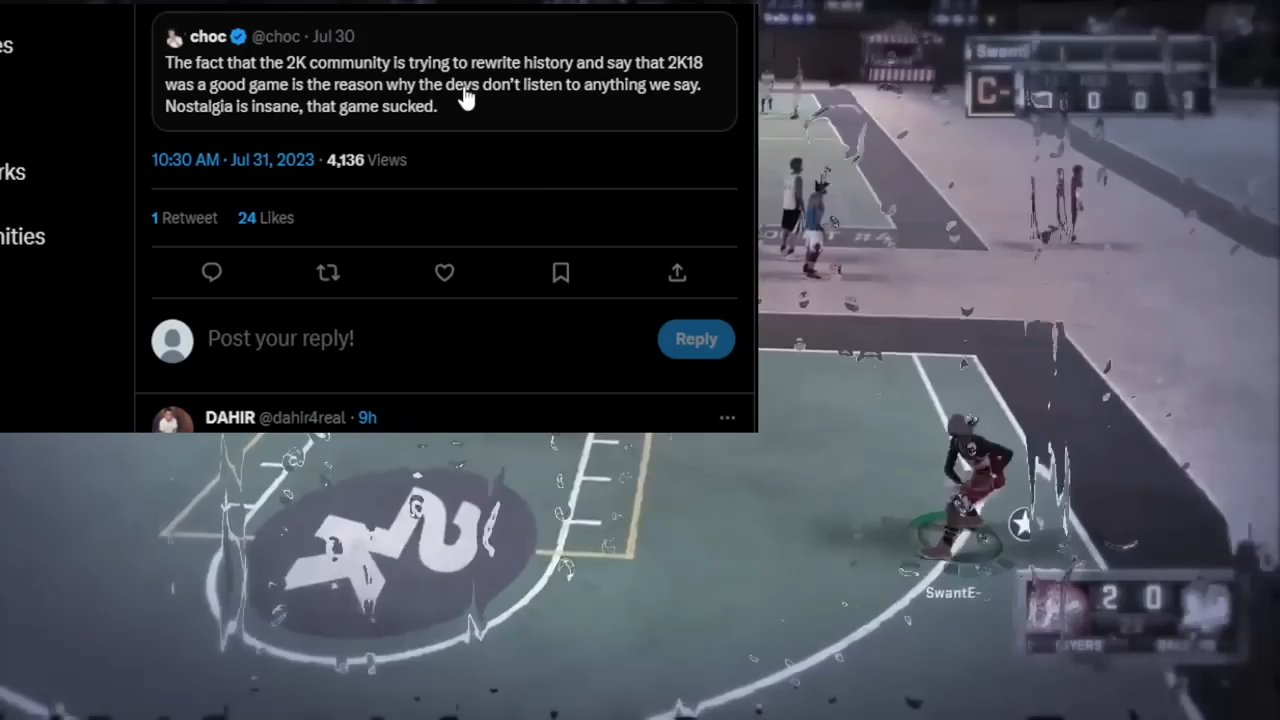 es
rks
nities
choc @choc · Jul 30
The fact that the 2K community is trying to rewrite history and say that 2K18
was a good game is the reason why the devs don't listen to anything we say.
Nostalgia is insane, that game sucked.
10:30 AM · Jul 31, 2023 · 4,136 Views
1 Retweet 24 Likes
Post your reply!
Reply
DAHIR @dahir4real · 9h
C-
0 0
SwantE-
2 0